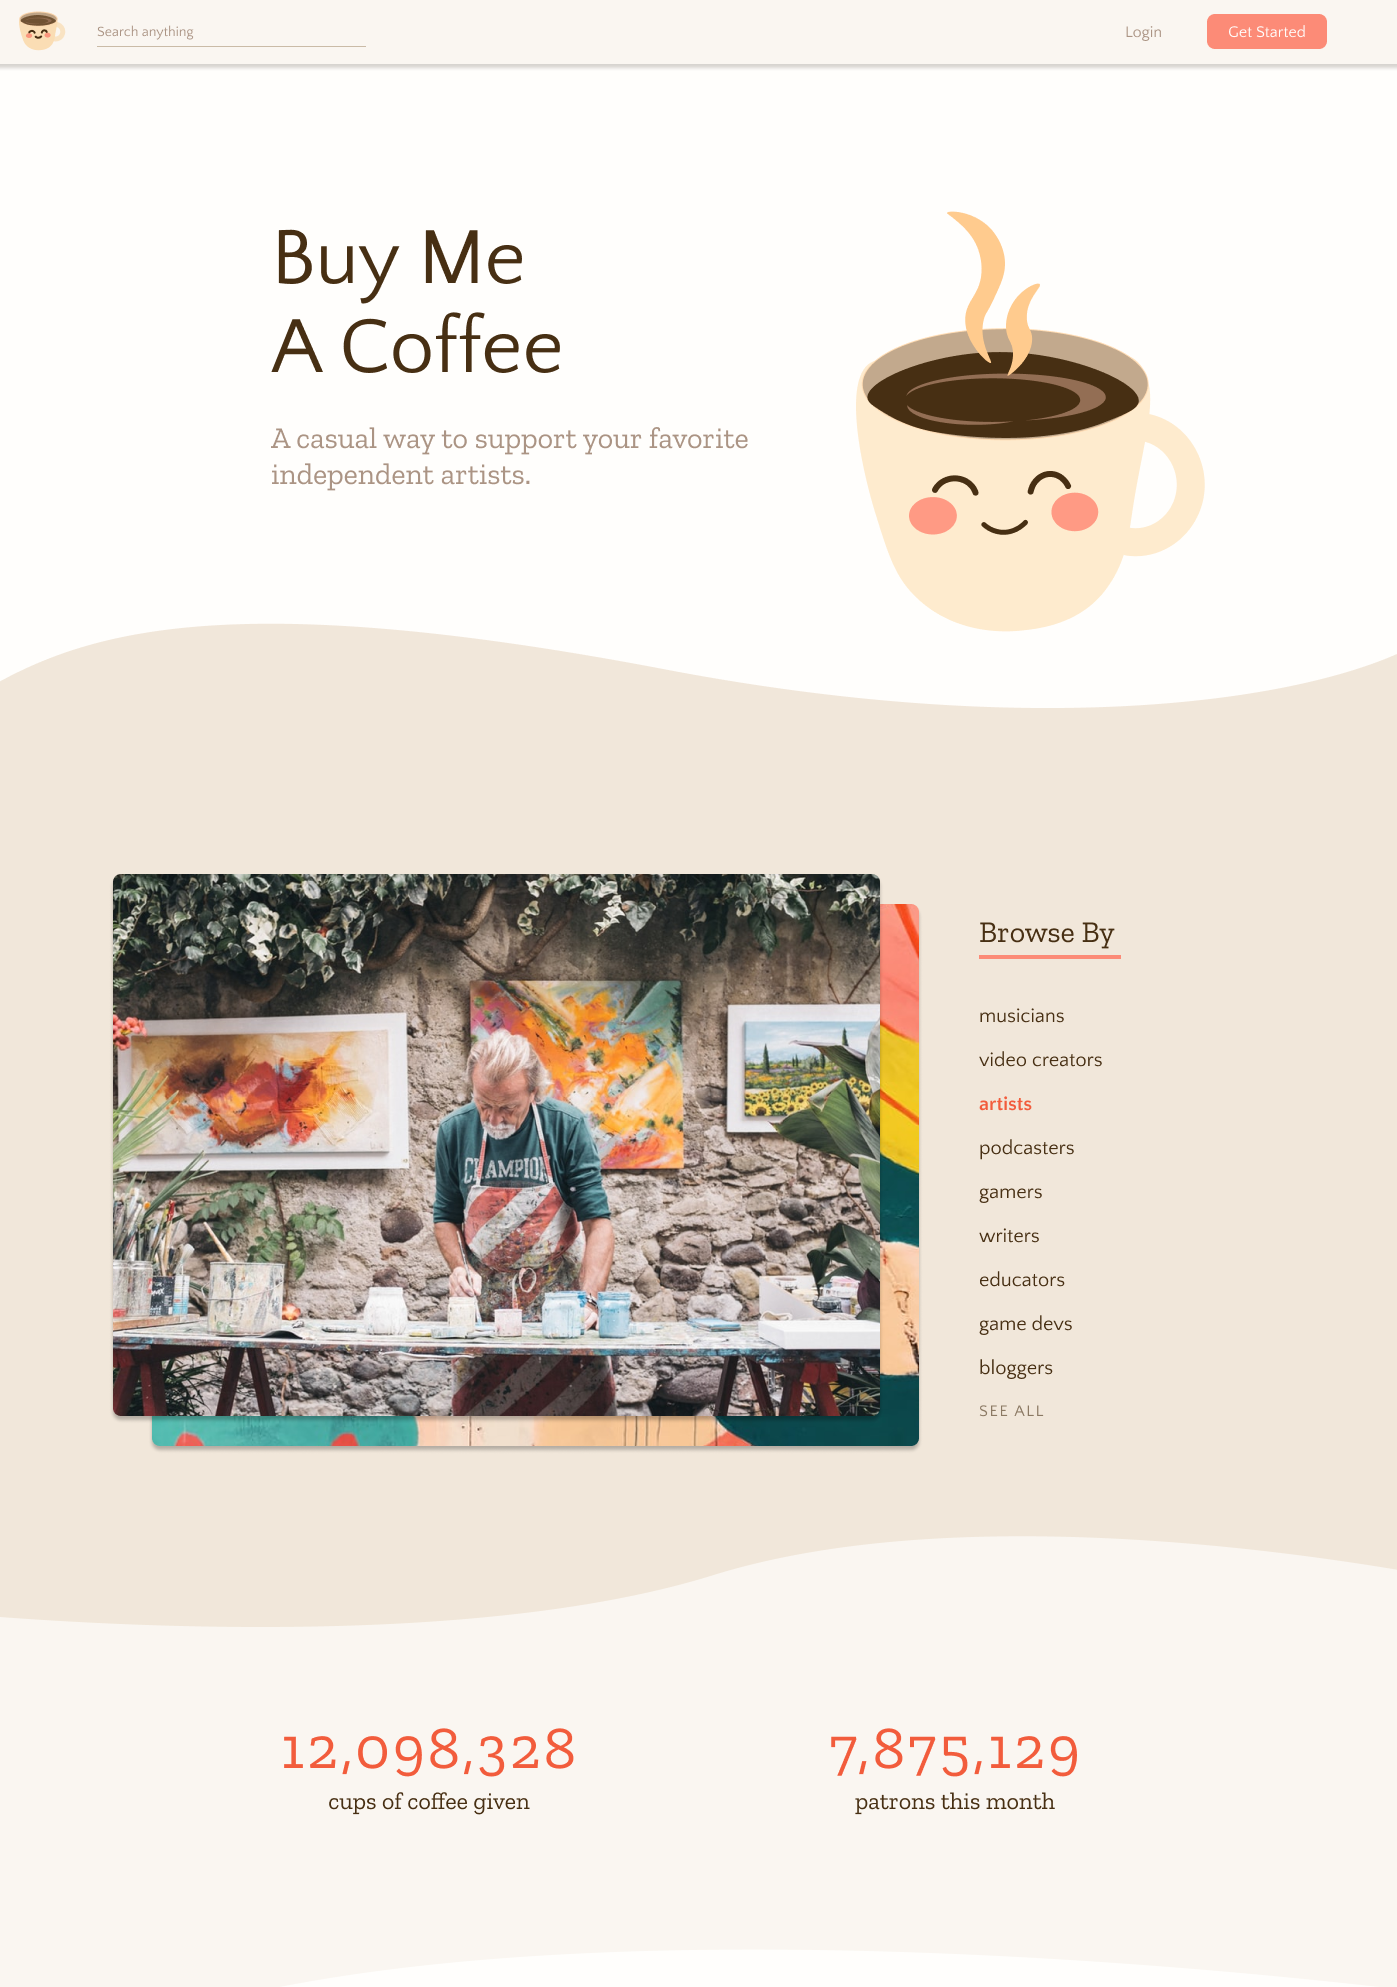 Search anything
Login
Get Started
Buy Me
A Coffee
A casual way to support your favorite
independent artists.
CHAMPION
Browse By
musicians
video creators
artists
podcasters
gamers
writers
educators
game devs
bloggers
SEE ALL
12,098,328
cups of coffee given
7,875,129
patrons this month